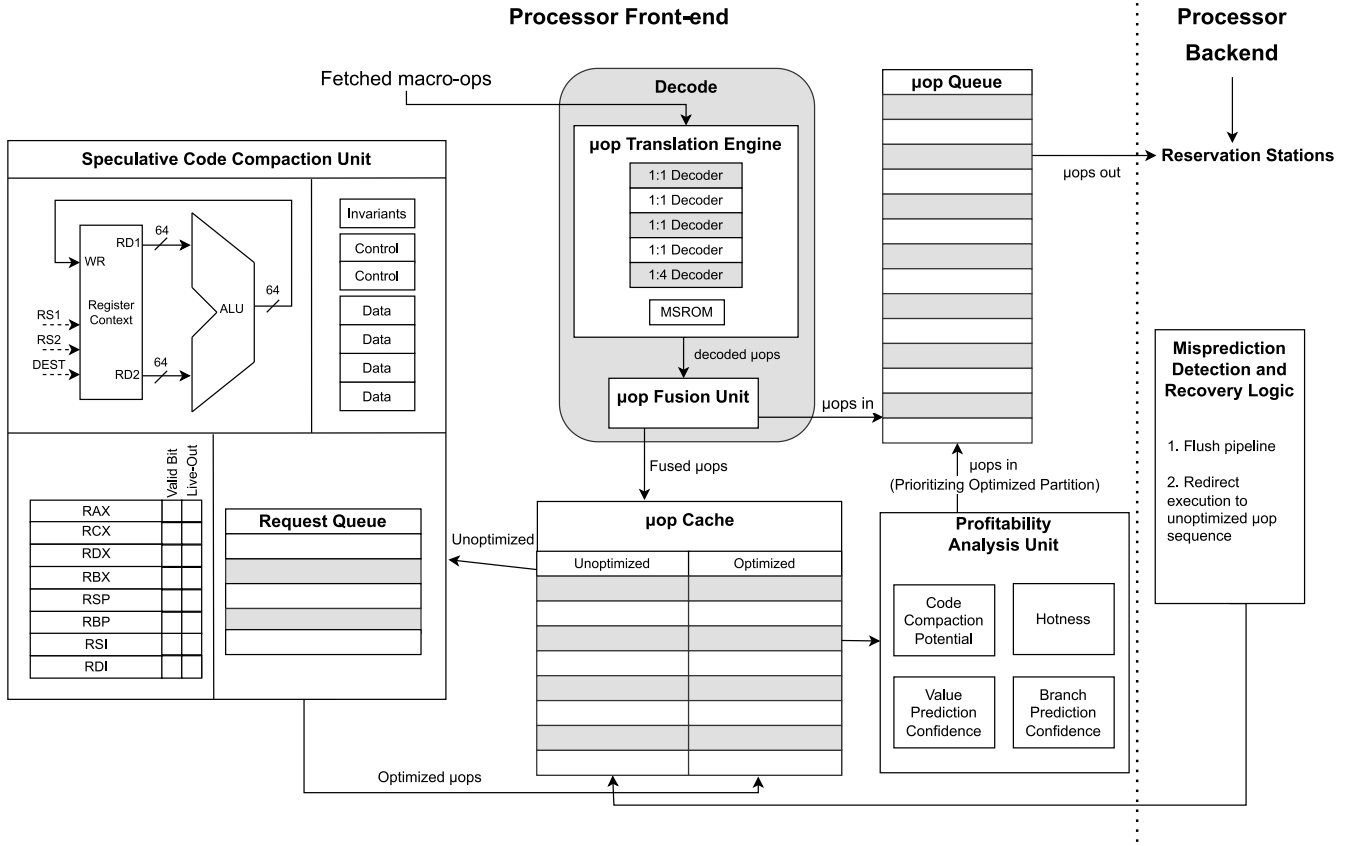 Processor Front-end
Processor
Backend
Fetched macro-ops
Decode
µop Translation Engine
1:1 Decoder
1:1 Decoder
1:1 Decoder
1:1 Decoder
1:4 Decoder
MSROM
decoded µops
µop Fusion Unit
µops in
Fused µops
µop Queue
µops out
Reservation Stations
Speculative Code Compaction Unit
RD1
64
WR
Register
Context
RS1
RS2
DEST
RD2
64
ALU
64
Invariants
Control
Control
Data
Data
Data
Data
Valid Bit
Live-Out
RAX
RCX
RDX
RBX
RSP
RBP
RSI
RDI
Request Queue
Unoptimized
Optimized µops
µop Cache
Unoptimized
Optimized
µops in
(Prioritizing Optimized Partition)
Profitability
Analysis Unit
Code
Compaction
Potential
Hotness
Value
Prediction
Confidence
Branch
Prediction
Confidence
Misprediction
Detection and
Recovery Logic
1. Flush pipeline
2. Redirect
execution to
unoptimized µop
sequence